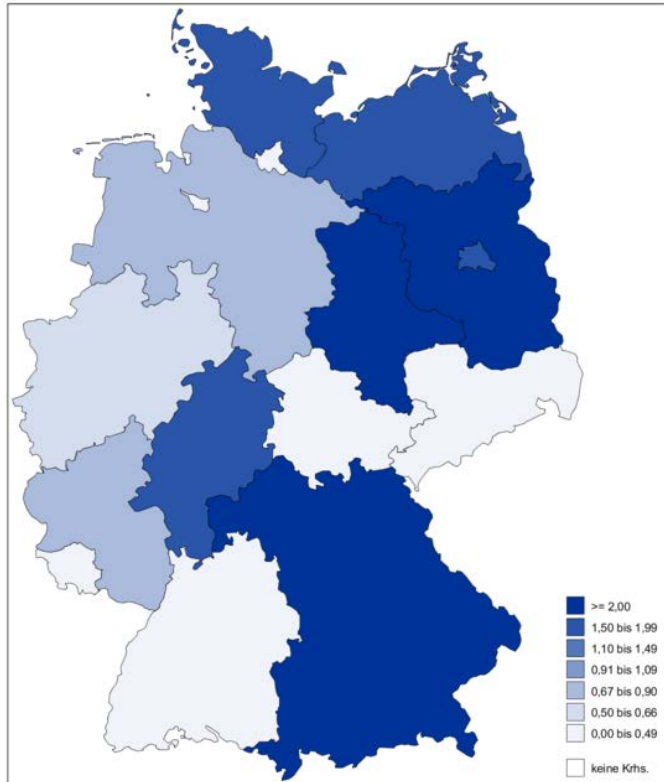 >= 2,00
1,50 bis 1,99
1,10 bis 1,49
0,91 bis 1,09
0,67 bis 0,90
0,50 bis 0,66
0,00 bis 0,49
keine Krhs.